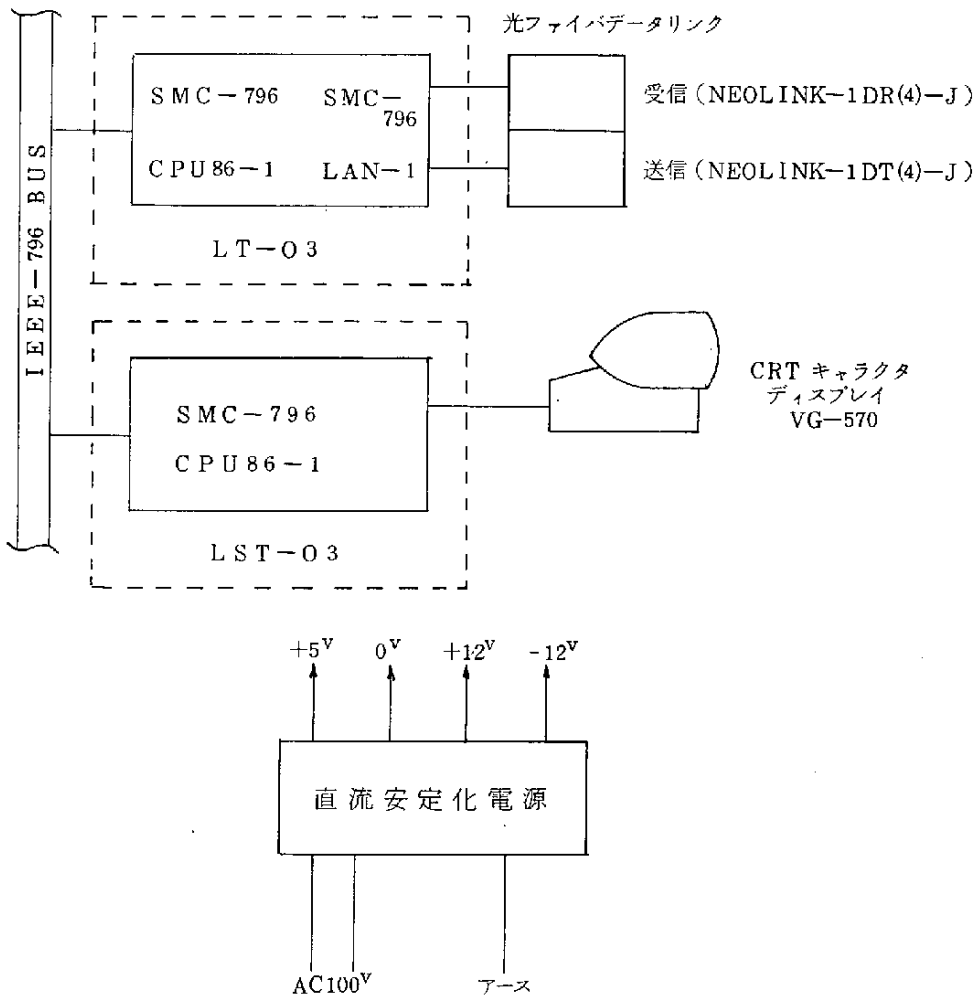 光ファイバデータリンク
IEEE-796 BUS
SMC-796
CPU86-1
SMC-
796
LAN-1
LT-03
受信(NEOLINK-1DR(4)-J)
送信(NEOLINK-1DT(4)-J)
SMC-796
CPU86-1
LST-03
CRT キャラクタ
ディスプレイ
VG-570
+5V
0V
+12V
-12V
直流安定化電源
AC100V
アース